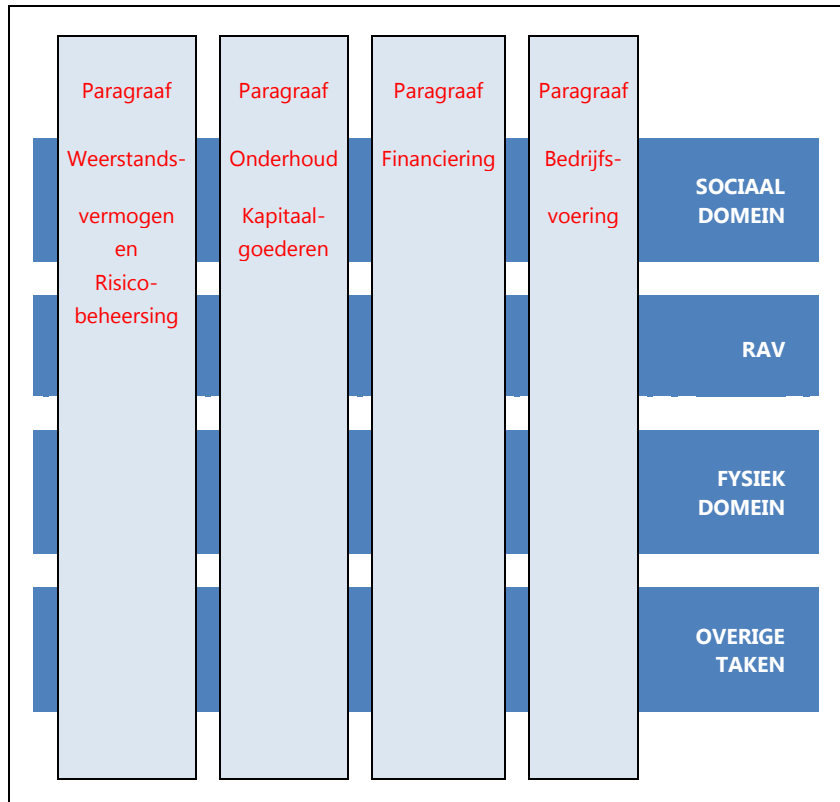 Paragraaf
Weerstands-
vermogen
en
Risico-
beheersing
Paragraaf
Onderhoud
Kapitaal-
goederen
Paragraaf
Financiering
Paragraaf
Bedrijfs-
voering
SOCIAAL
DOMEIN
RAV
FYSIEK
DOMEIN
OVERIGE
TAKEN